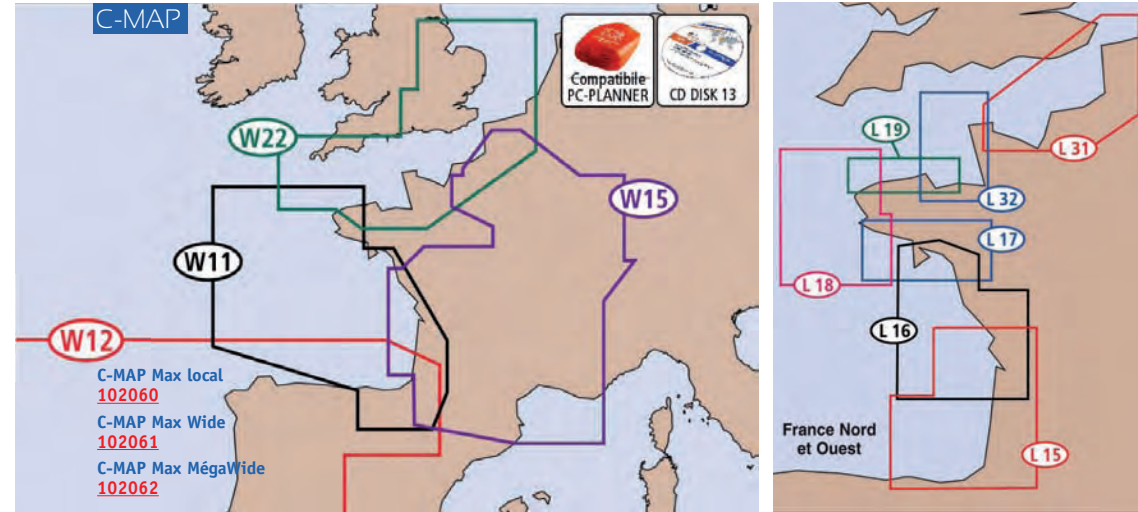 C-MAP
Compatibile
PC-PLANNER
CD DISK 13
W22
W15
W11
W12
C-MAP Max local
102060
C-MAP Max Wide
102061
C-MAP Max MégaWide
102062
L 19
L 31
L 32
L 17
L 18
L 16
France Nord
et Ouest
L 15